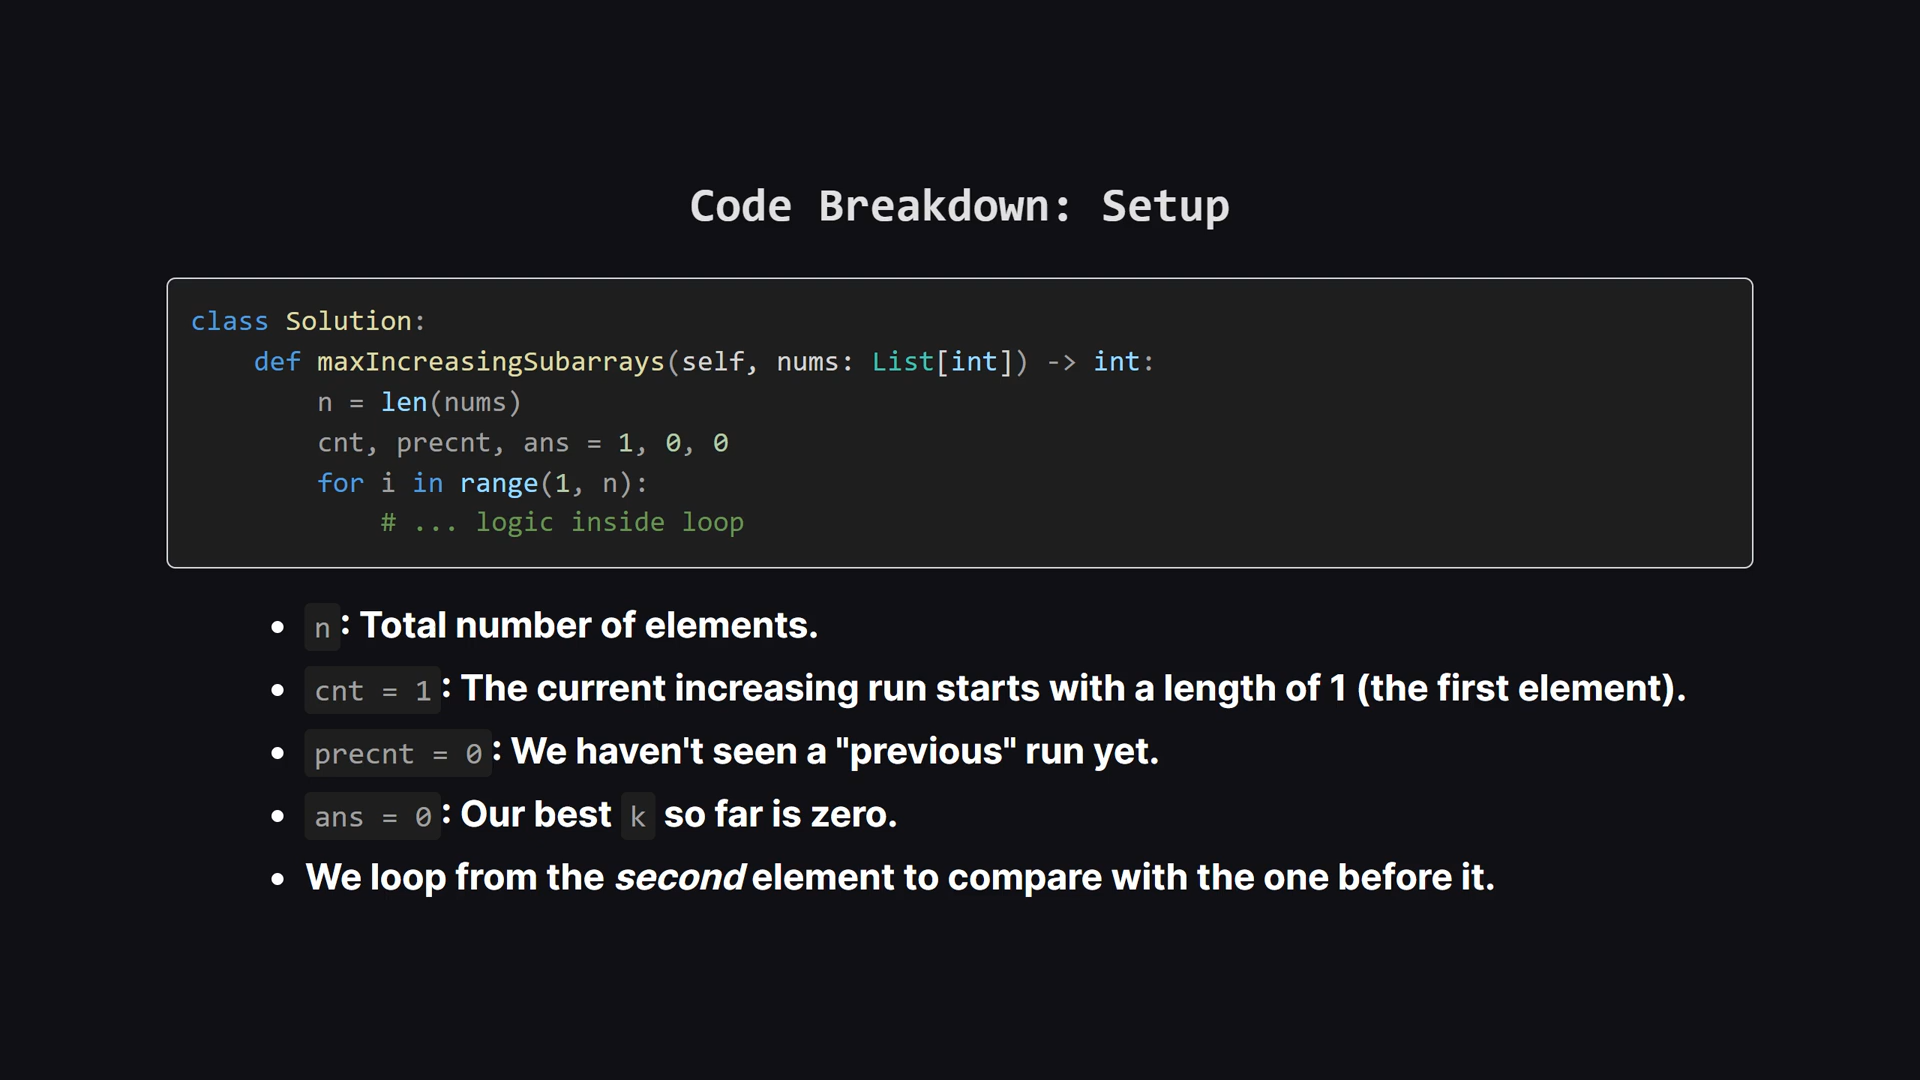 Code Breakdown: Setup
class Solution:
    def maxIncreasingSubarrays(self, nums: List[int]) -> int:
        n = len(nums)
        cnt, precnt, ans = 1, 0, 0
        for i in range(1, n):
            # ... logic inside loop
• n: Total number of elements.
• cnt = 1: The current increasing run starts with a length of 1 (the first element).
• precnt = 0: We haven't seen a "previous" run yet.
• ans = 0: Our best k so far is zero.
• We loop from the second element to compare with the one before it.